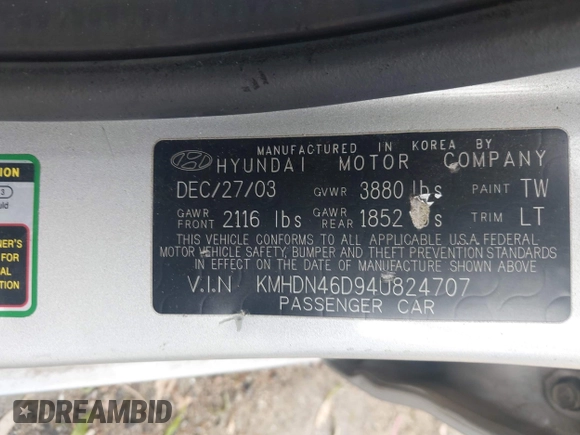 MANUFACTURED IN KOREA BY
HYUNDAI MOTOR COMPANY
DEC/27/03 GVWR 3880 lbs PAINT TW
GAWR FRONT 2116 lbs GAWR REAR 1852 TRIM LT
THIS VEHICLE CONFORMS TO ALL APPLICABLE U.S.A. FEDERAL
MOTOR VEHICLE SAFETY, BUMPER AND THEFT PREVENTION STANDARDS
IN EFFECT ON THE DATE OF MANUFACTURE SHOWN ABOVE
V.I.N KMHDN46D94U824707
PASSENGER CAR
DREAMBID